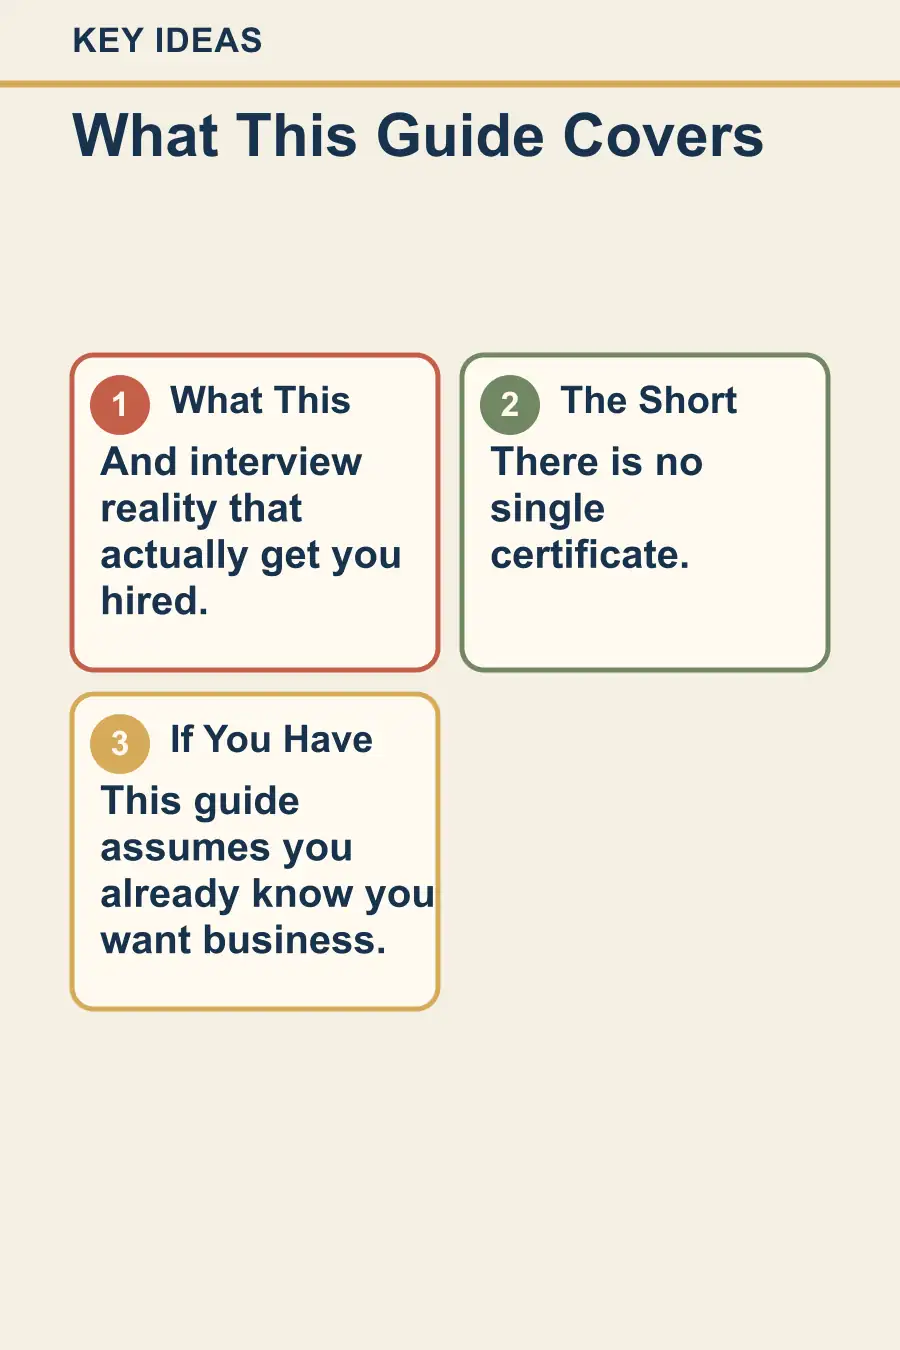 KEY IDEAS
What This Guide Covers
1 What This
And interview
reality that
actually get you
hired.
2 The Short
There is no
single
certificate.
3 If You Have
This guide
assumes you
already know you
want business.